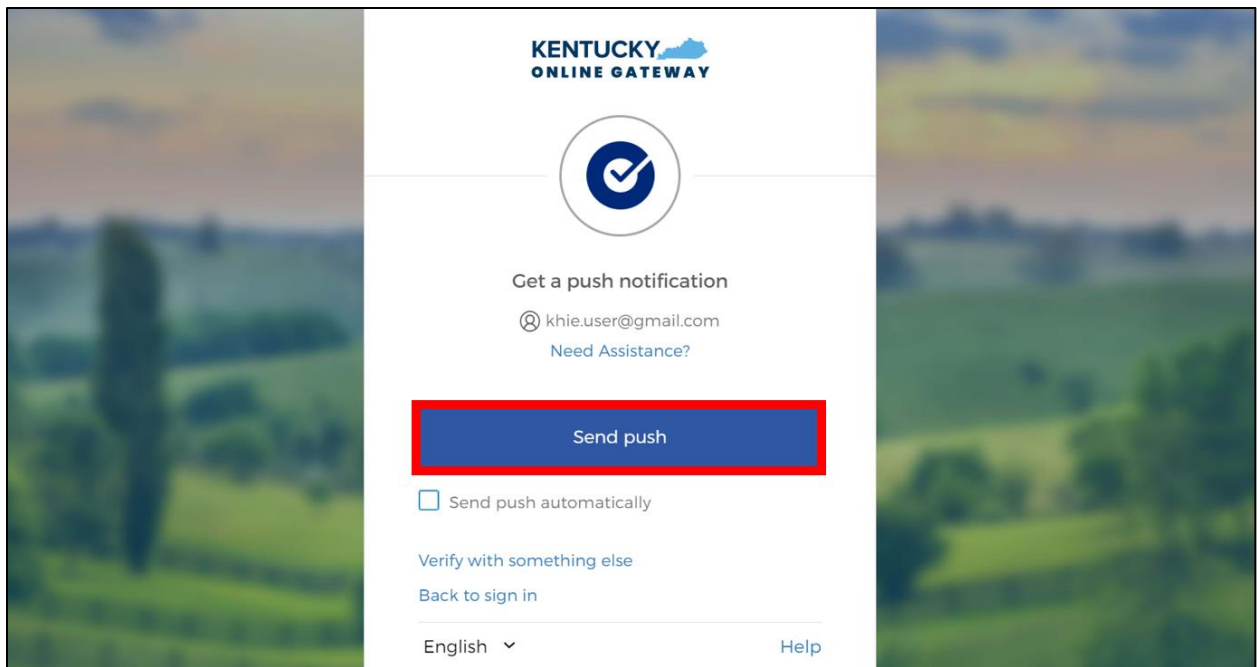 KENTUCKY
ONLINE GATEWAY
Get a push notification
khie.user@gmail.com
Need Assistance?
Send push
Send push automatically
Verify with something else
Back to sign in
English
Help